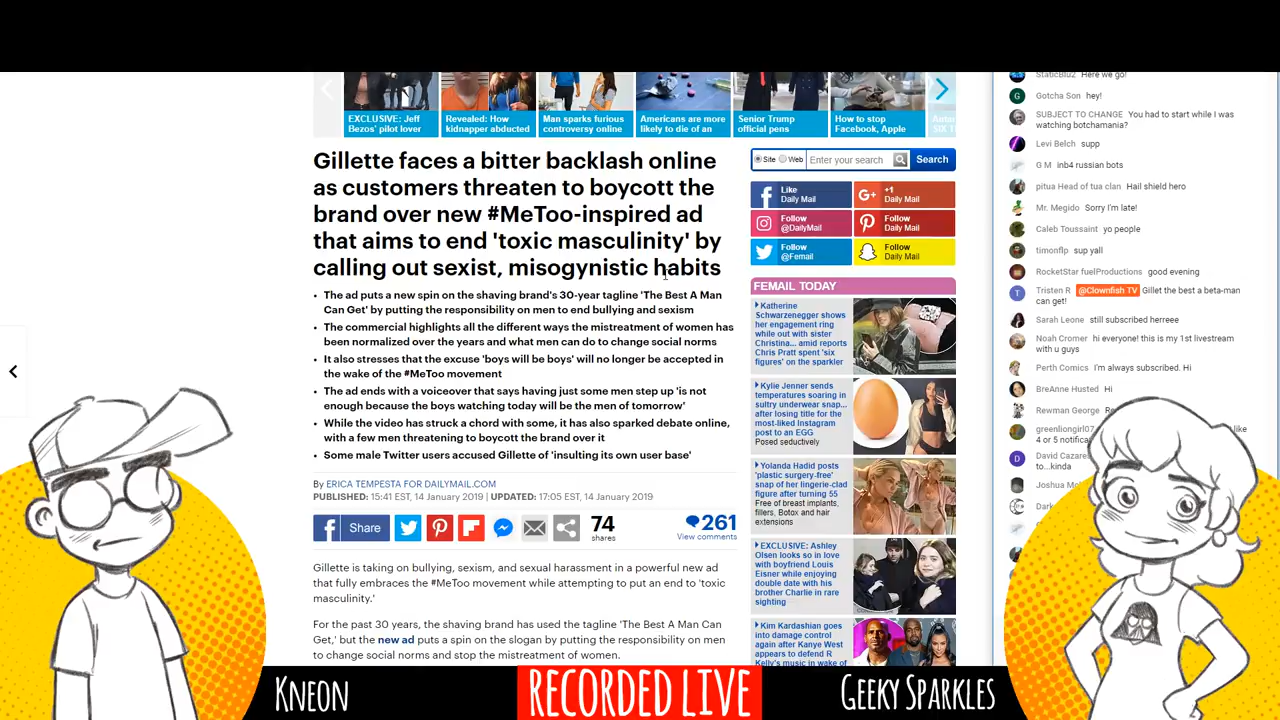 EXCLUSIVE: Jeff
Bezos' pilot lover
Revealed: How
kidnapper abducted
Man sparks furious
controversy online
Americans are more
likely to die of an
Senior Trump
official pens
How to stop
Facebook, Apple
Gillette faces a bitter backlash online
as customers threaten to boycott the
brand over new #MeToo-inspired ad
that aims to end 'toxic masculinity' by
calling out sexist, misogynistic habits
• The ad puts a new spin on the shaving brand's 30-year tagline 'The Best A Man
Can Get' by putting the responsibility on men to end bullying and sexism
• The commercial highlights all the different ways the mistreatment of women has
been normalized over the years and what men can do to change social norms
• It also stresses that the excuse 'boys will be boys' will no longer be accepted in
the wake of the #MeToo movement
• The ad ends with a voiceover that says having just some men step up 'is not
enough because the boys watching today will be the men of tomorrow'
• While the video has struck a chord with some, it has also sparked debate online,
with a few men threatening to boycott the brand over it
• Some male Twitter users accused Gillette of 'insulting its own user base'
By ERICA TEMPESTA FOR DAILYMAIL.COM
PUBLISHED: 15:41 EST, 14 January 2019 | UPDATED: 17:05 EST, 14 January 2019
Share
74
shares
261
View comments
Gillette is taking on bullying, sexism, and sexual harassment in a powerful new ad
that fully embraces the #MeToo movement while attempting to put an end to 'toxic
masculinity.'
For the past 30 years, the shaving brand has used the tagline 'The Best A Man Can
Get,' but the new ad puts a spin on the slogan by putting the responsibility on men
to change social norms and stop the mistreatment of women.
Site Web Enter your search Search
Like
Daily Mail
+1
Daily Mail
Follow
@DailyMail
Follow
Daily Mail
Follow
@Femail
Follow
Daily Mail
FEMAIL TODAY
Katherine
Schwarzenegger shows
her engagement ring
while out with sister
Christina... amid reports
Chris Pratt spent 'six
figures' on the sparkler
Kylie Jenner sends
temperatures soaring in
sultry underwear snap...
after losing title for the
most-liked Instagram
post to an EGG
Posed seductively
Yolanda Hadid posts
'plastic surgery-free'
snap of her lingerie-clad
figure after turning 55
Free of breast implants,
fillers, Botox and hair
extensions
EXCLUSIVE: Ashley
Olsen looks so in love
with boyfriend Louis
Eisner while enjoying
double date with his
brother Charlie in rare
sighting
Kim Kardashian goes
into damage control
again after Kanye West
appears to defend R
Kelly's music in wake of
StaticBluz Here we go!
G Gotcha Son hey!
SUBJECT TO CHANGE You had to start while I was
watching botchamania?
Levi Belch supp
G M inb4 russian bots
pitua Head of tua clan Hail shield hero
Mr. Megido Sorry I'm late!
Caleb Toussaint yo people
timonflp sup yall
RocketStar fuelProductions good evening
T Tristen R @Clownfish TV Gillet the best a beta-man
can get!
Sarah Leone still subscribed herreee
Noah Cromer hi everyone! this is my 1st livestream
with u guys
Perth Comics I'm always subscribed. Hi
BreAnne Husted Hi
Rewman George
greenliongirl07 like
4 or 5 notifica
D David Cazares
to...kinda
Joshua
Dark
KNEON
RECORDED LIVE
GEEKY SPARKLES